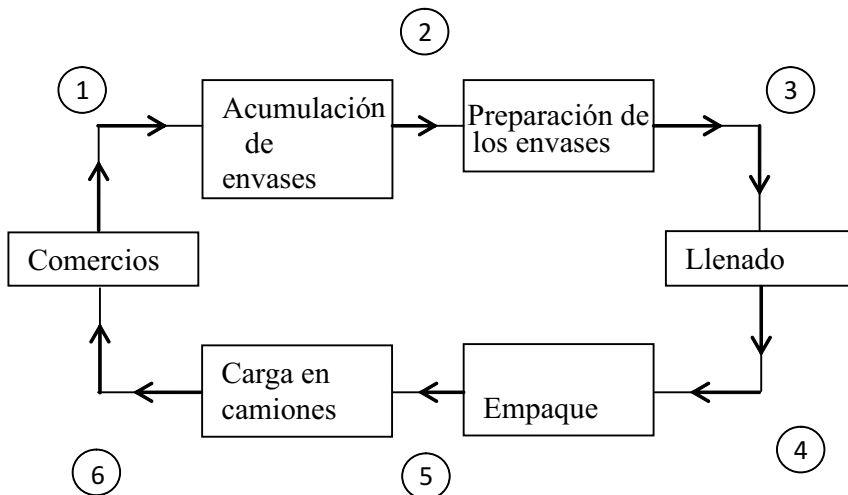 2
1
3
Acumulación
de
envases
Preparación de
los envases
Comercios
Llenado
Carga en
camiones
Empaque
4
6
5